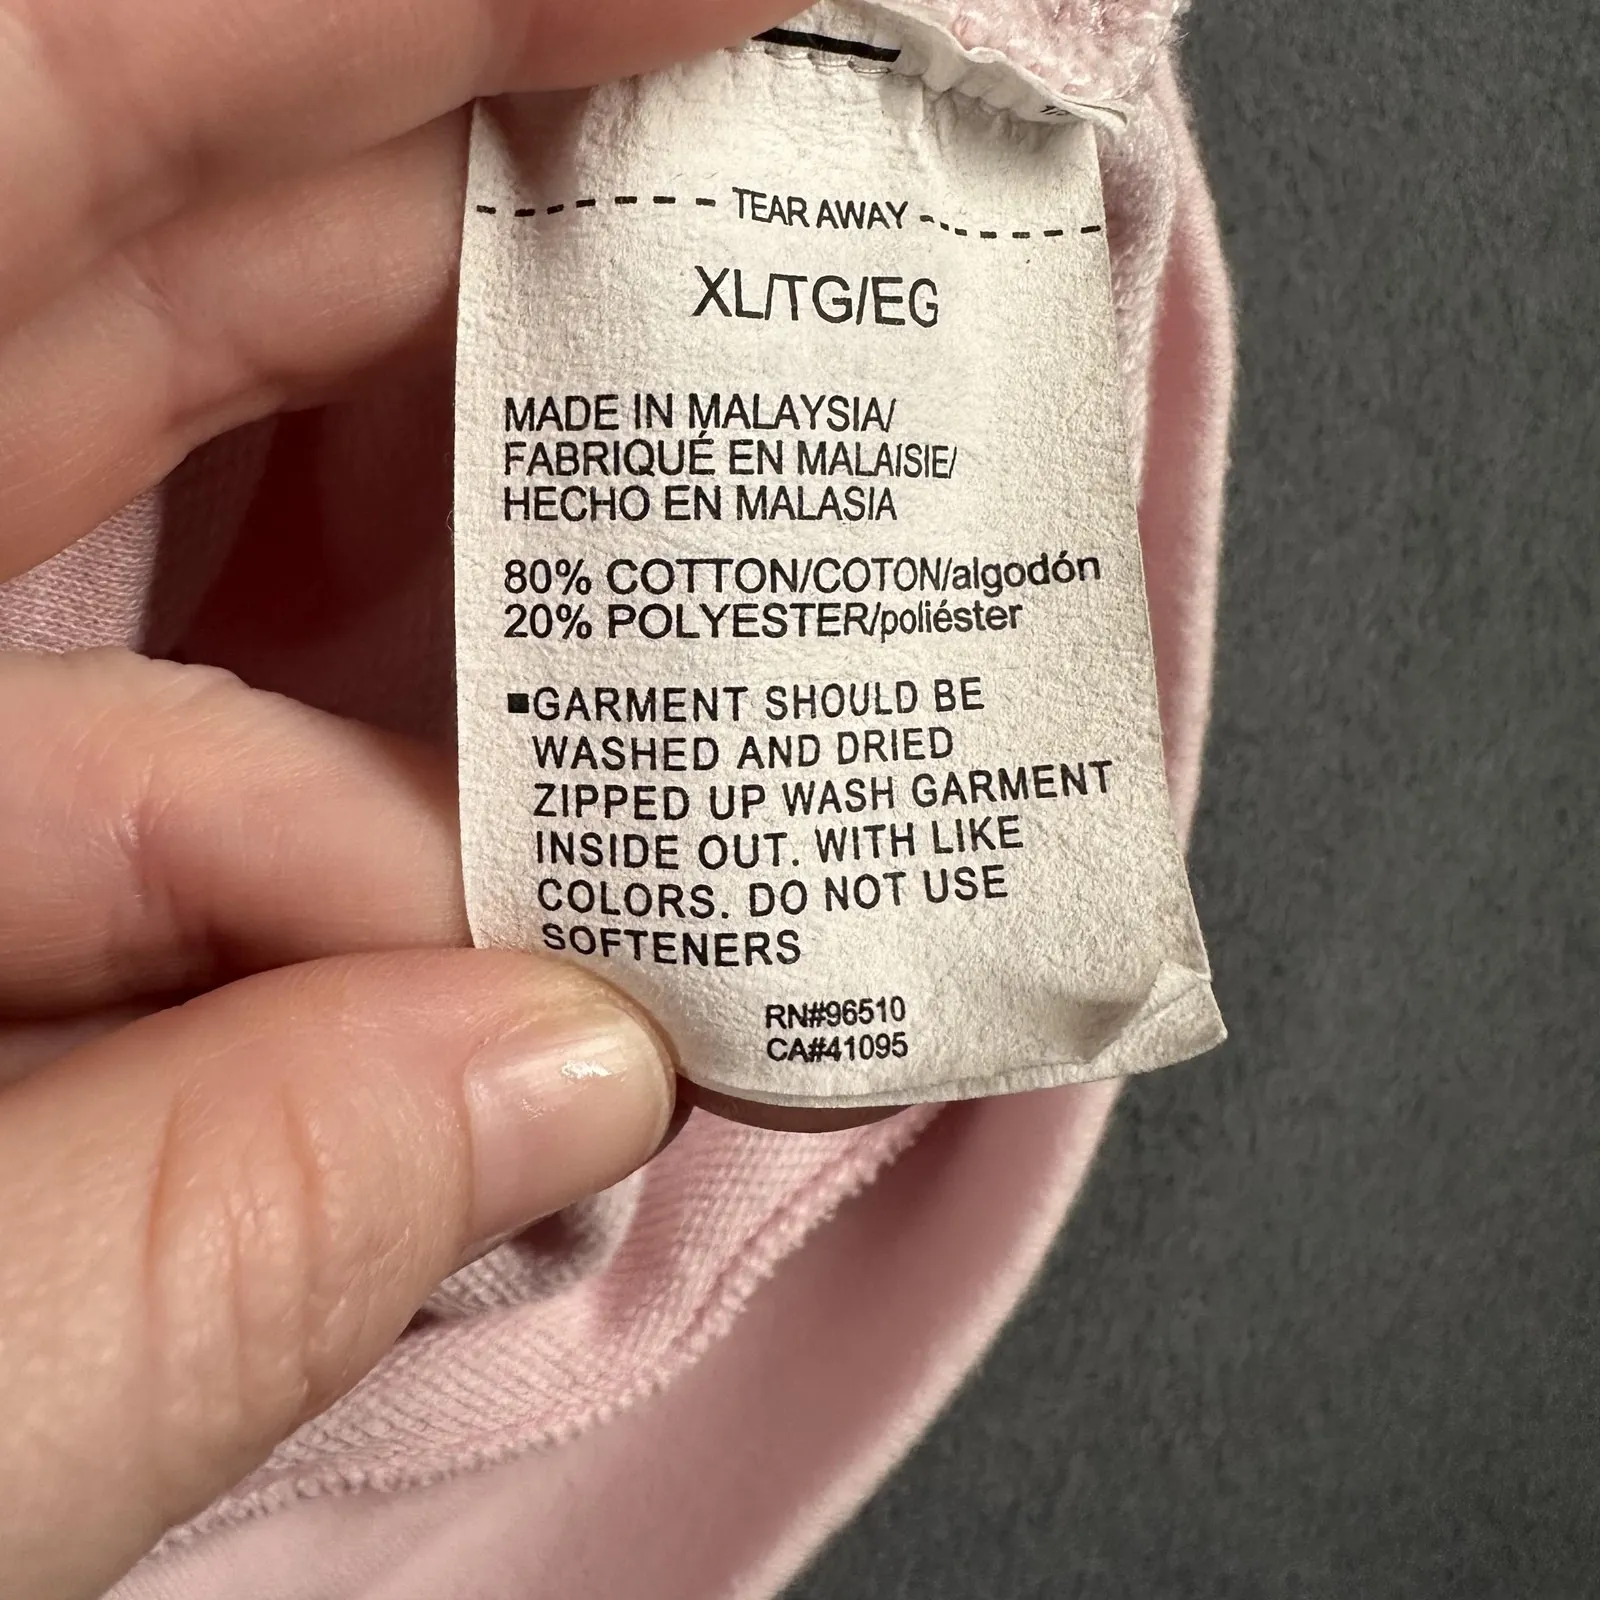 TEAR AWAY
XL/TG/EG
MADE IN MALAYSIA/
FABRIQUÉ EN MALAISIE/
HECHO EN MALASIA
80% COTTON/COTON/algodón
20% POLYESTER/poliéster
■GARMENT SHOULD BE
WASHED AND DRIED
ZIPPED UP WASH GARMENT
INSIDE OUT. WITH LIKE
COLORS. DO NOT USE
SOFTENERS
RN#96510
CA#41095